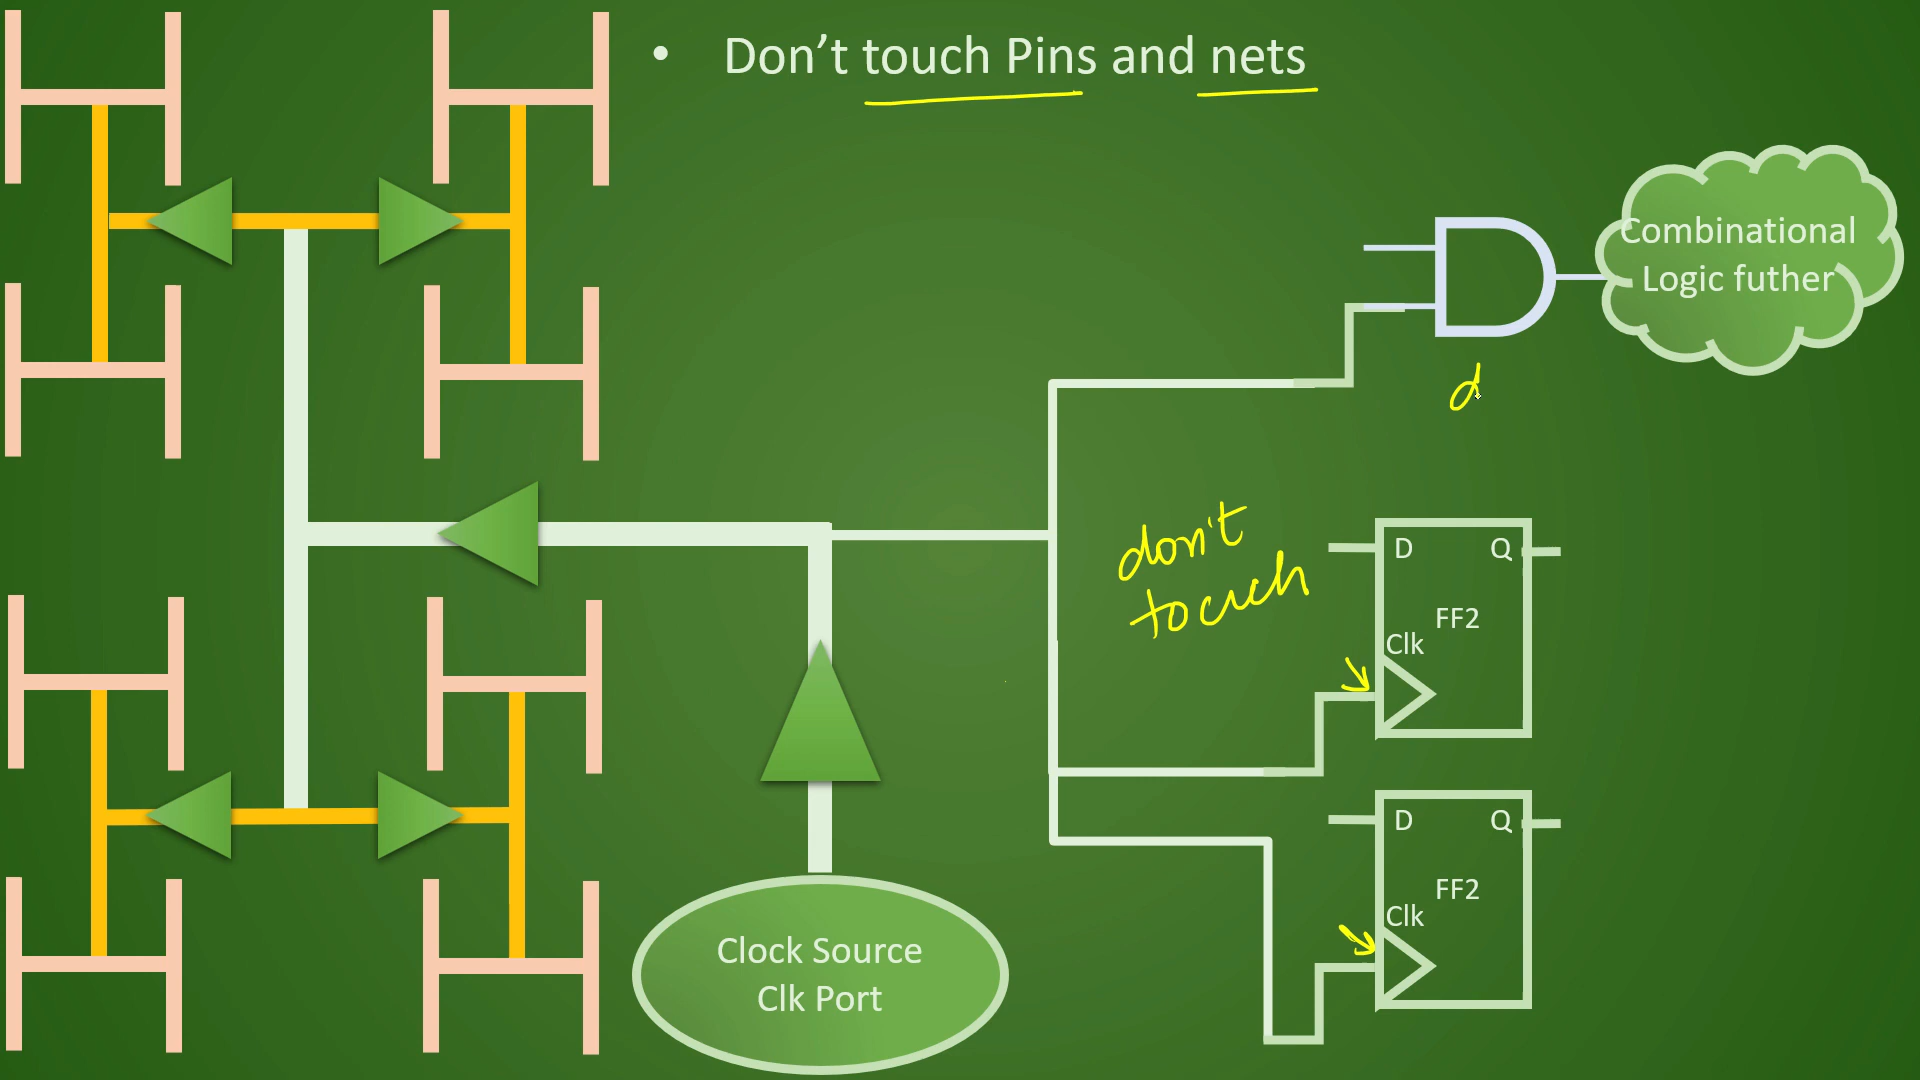 • Don’t touch Pins and nets
Combinational
Logic futher
d
don't
touch
D Q
FF2
Clk
D Q
FF2
Clk
Clock Source
Clk Port